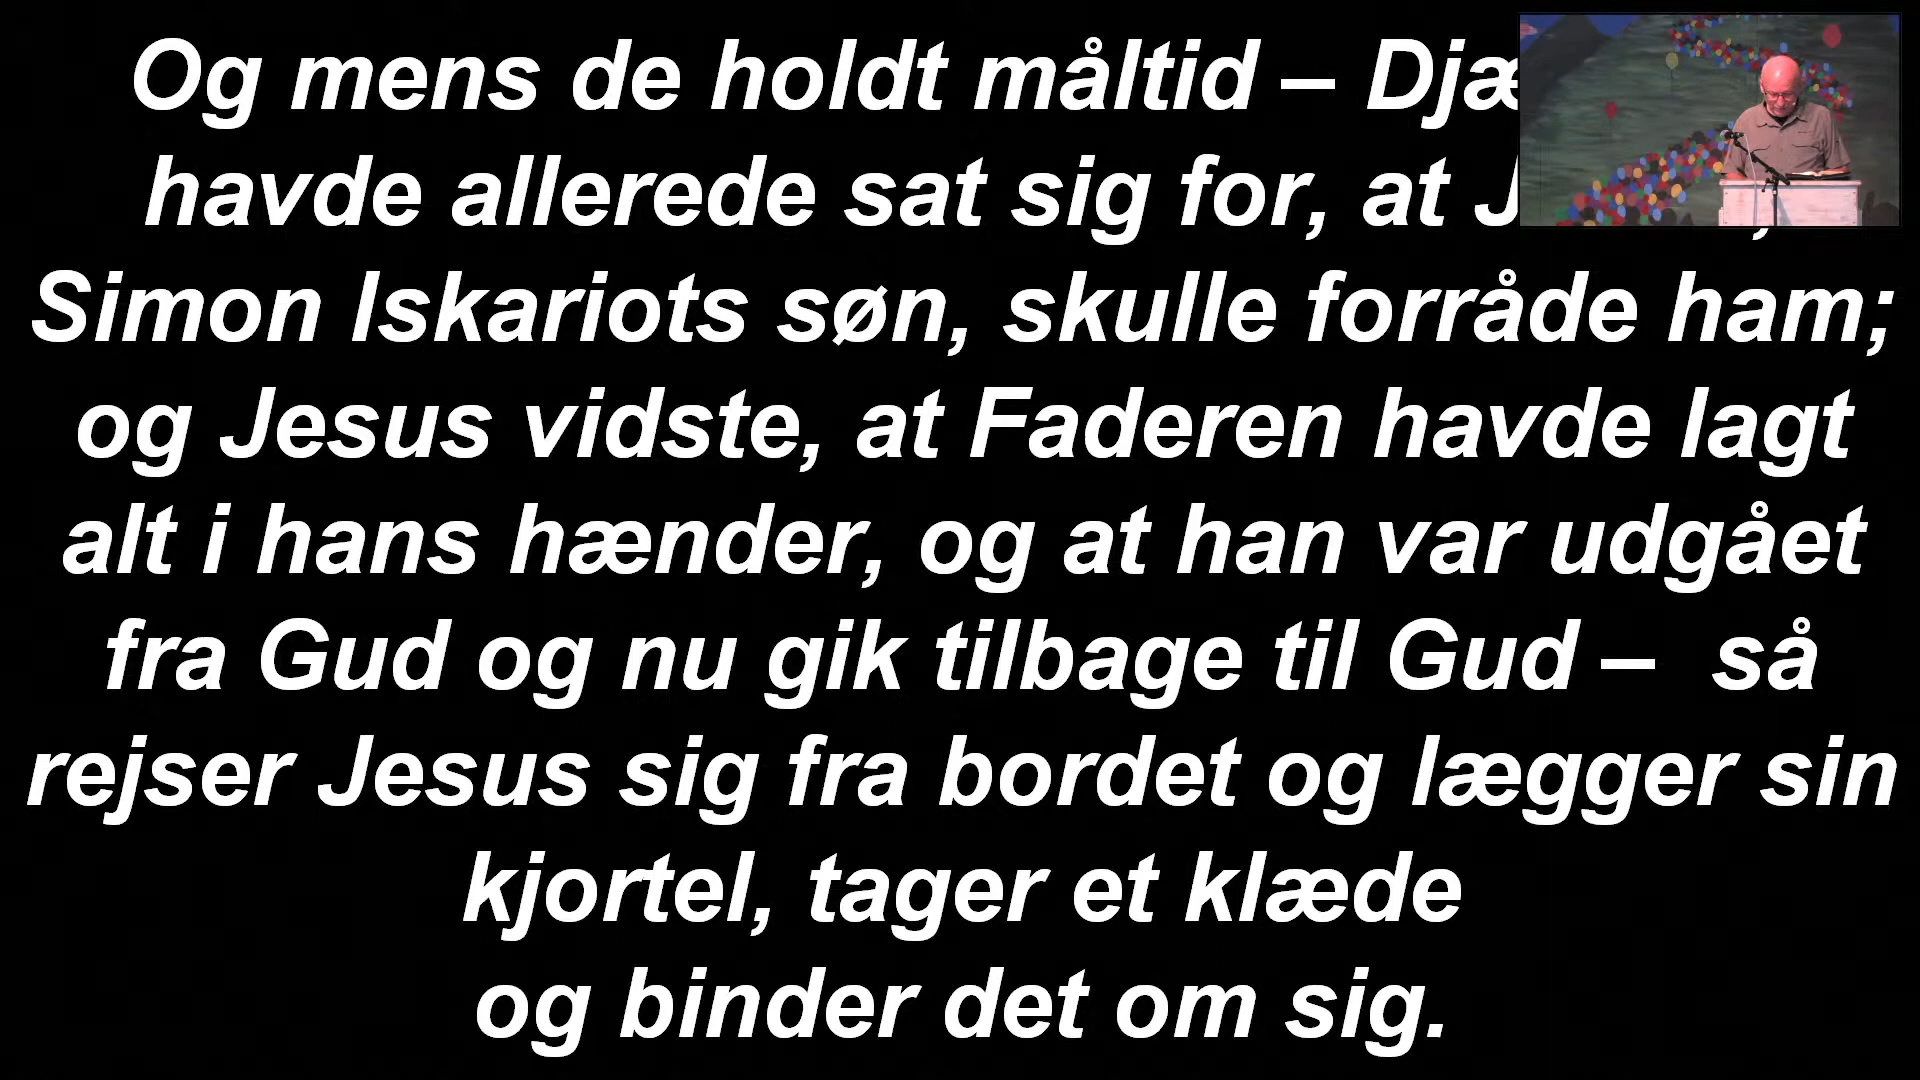 Og mens de holdt måltid –
havde allerede sat sig for, at
Simon Iskariots søn, skulle forråde ham;
og Jesus vidste, at Faderen havde lagt
alt i hans hænder, og at han var udgået
fra Gud og nu gik tilbage til Gud –  så
rejser Jesus sig fra bordet og lægger sin
kjortel, tager et klæde
og binder det om sig.